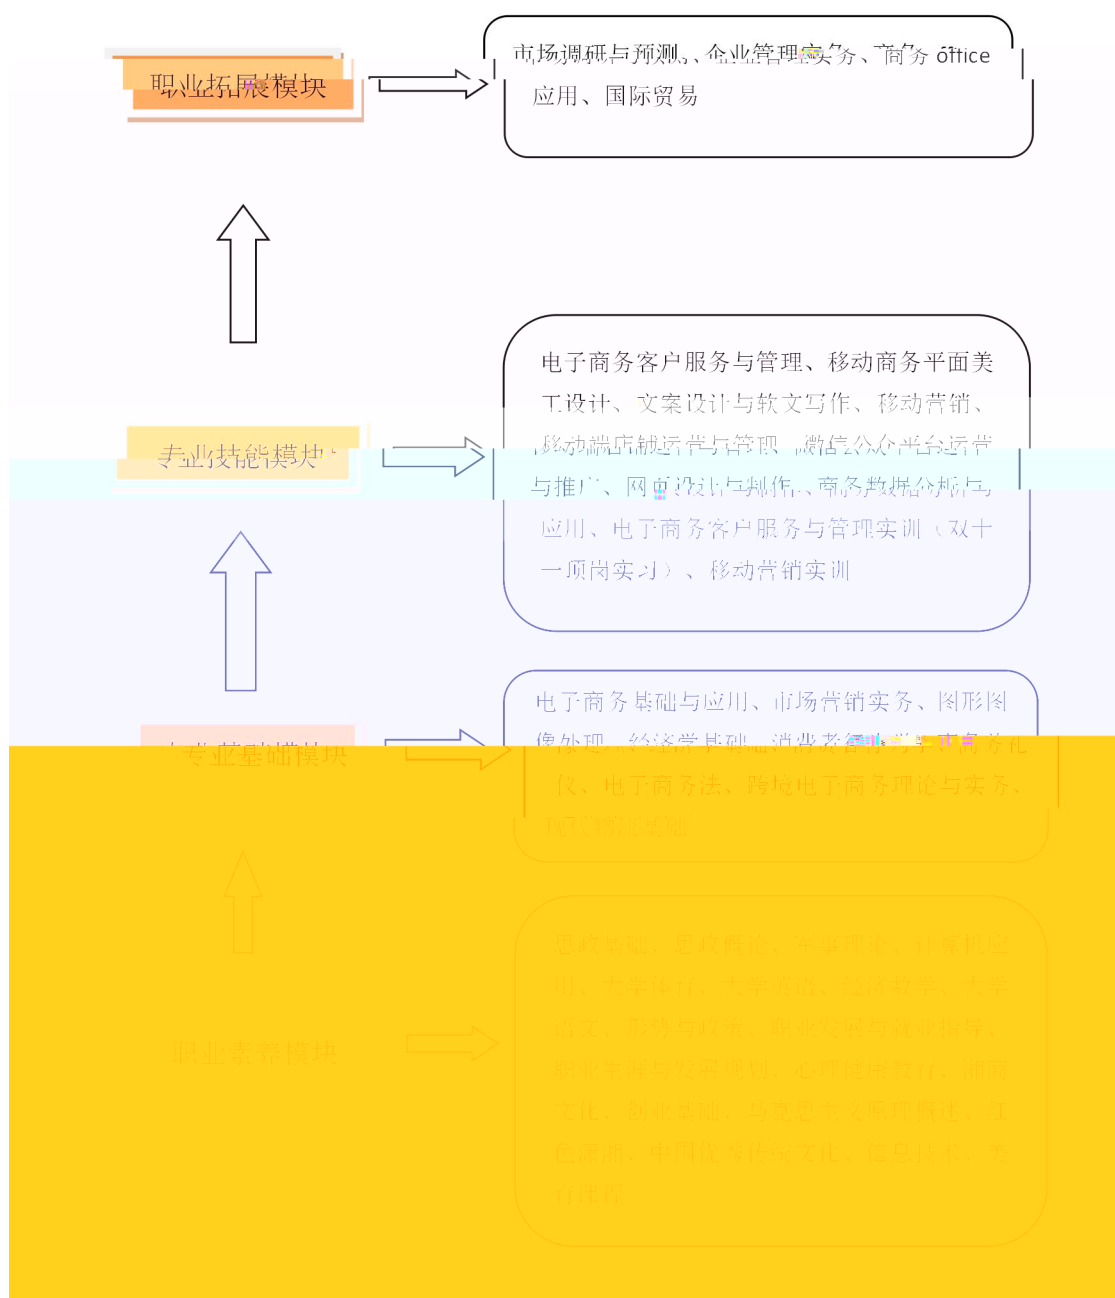 市场调研与预测、企业管理实务、商务 office
职业拓展模块
应用、国际贸易
电子商务客户服务与管理、移动商务平面美
工设计、文案设计与软文写作、移动营销、
移动端店铺运营与管理、微信公众平台运营
专业技能模块
与推广、网页设计与制作、商务数据分析与
应用、电子商务客户服务与管理实训（双十
一顶岗实习）、移动营销实训
电子商务基础与应用、市场营销实务、图形图
像处理、经济学基础、消费者行为学、商务礼
专业基础模块
仪、电子商务法、跨境电子商务理论与实务、
现代物流基础
思政基础、思政概论、军事理论、计算机应
用、大学体育、大学英语、经济数学、大学
语文、形势与政策、职业发展与就业指导、
职业素养模块
职业生涯与发展规划、心理健康教育、湖湘
文化、创业基础、马克思主义原理概述、红
色潇湘、中国优秀传统文化、信息技术、美
育课程